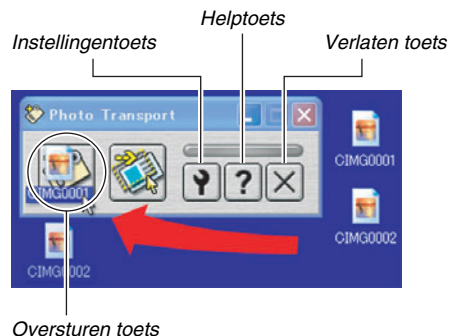 Helptoets
Instellingentoets
Verlaten toets
Photo Transport
CIMG0001
CIMG0001
CIMG0002
CIMG0002
Oversturen toets